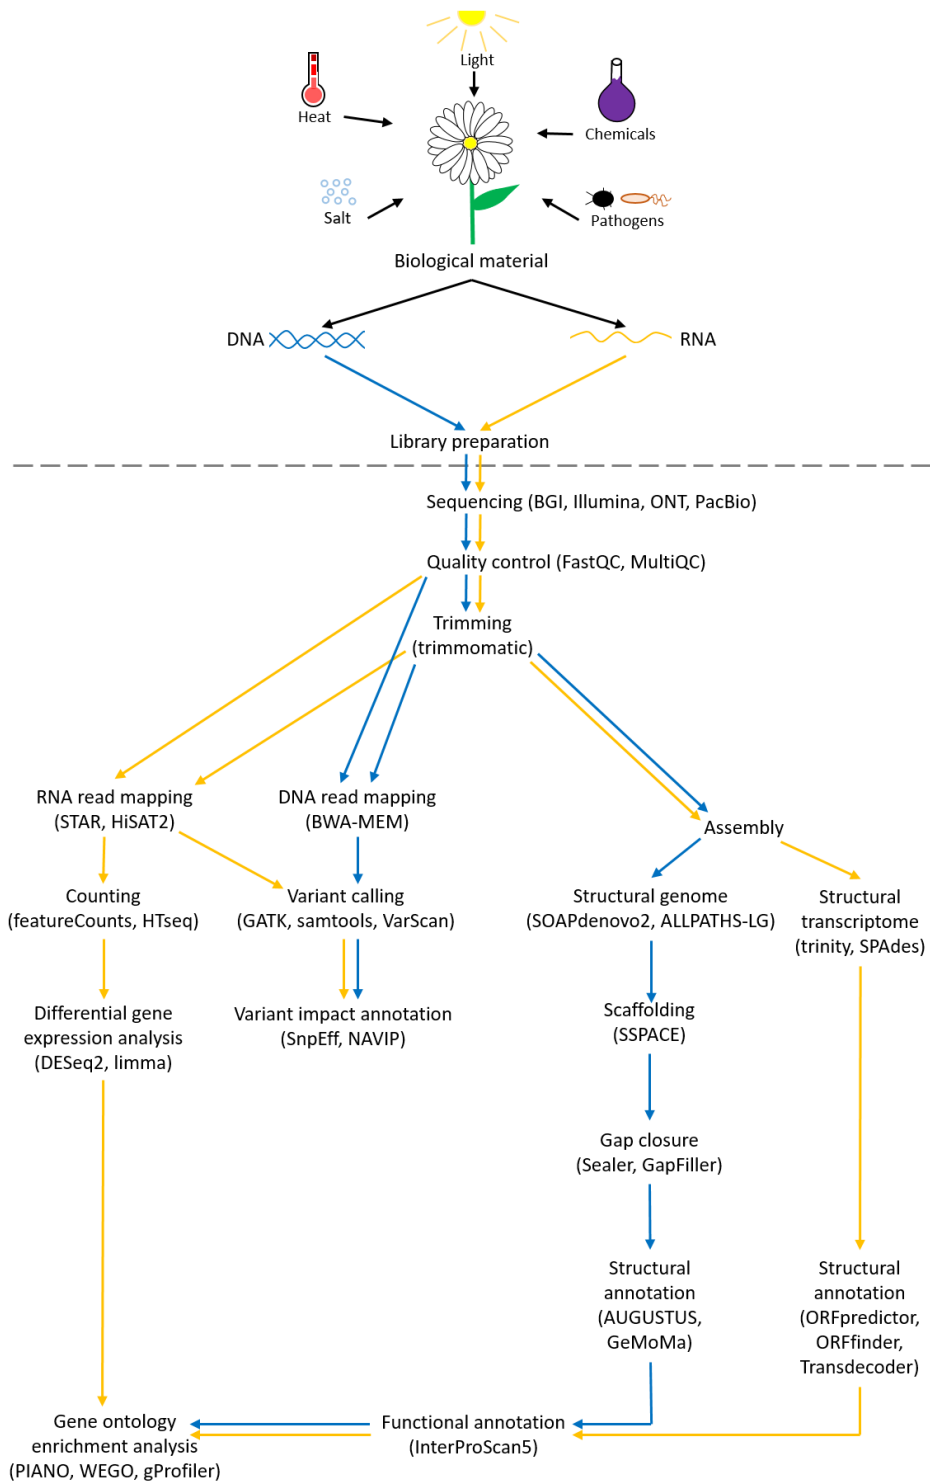 Light
Heat
Chemicals
Salt
Pathogens
Biological material
DNA
RNA
Library preparation
Sequencing (BGI, Illumina, ONT, PacBio)
Quality control (FastQC, MultiQC)
Trimming
(trimmomatic)
RNA read mapping
(STAR, HiSAT2)
DNA read mapping
(BWA-MEM)
Assembly
Counting
(featureCounts, HTseq)
Variant calling
(GATK, samtools, VarScan)
Structural genome
(SOAPdenovo2, ALLPATHS-LG)
Structural
transcriptome
(trinity, SPAdes)
Differential gene
expression analysis
(DESeq2, limma)
Variant impact annotation
(SnpEff, NAVIP)
Scaffolding
(SSPACE)
Gap closure
(Sealer, GapFiller)
Structural
annotation
(AUGUSTUS,
GeMoMa)
Structural
annotation
(ORFpredictor,
ORFfinder,
Transdecoder)
Gene ontology
enrichment analysis
(PIANO, WEGO, gProfiler)
Functional annotation
(InterProScan5)